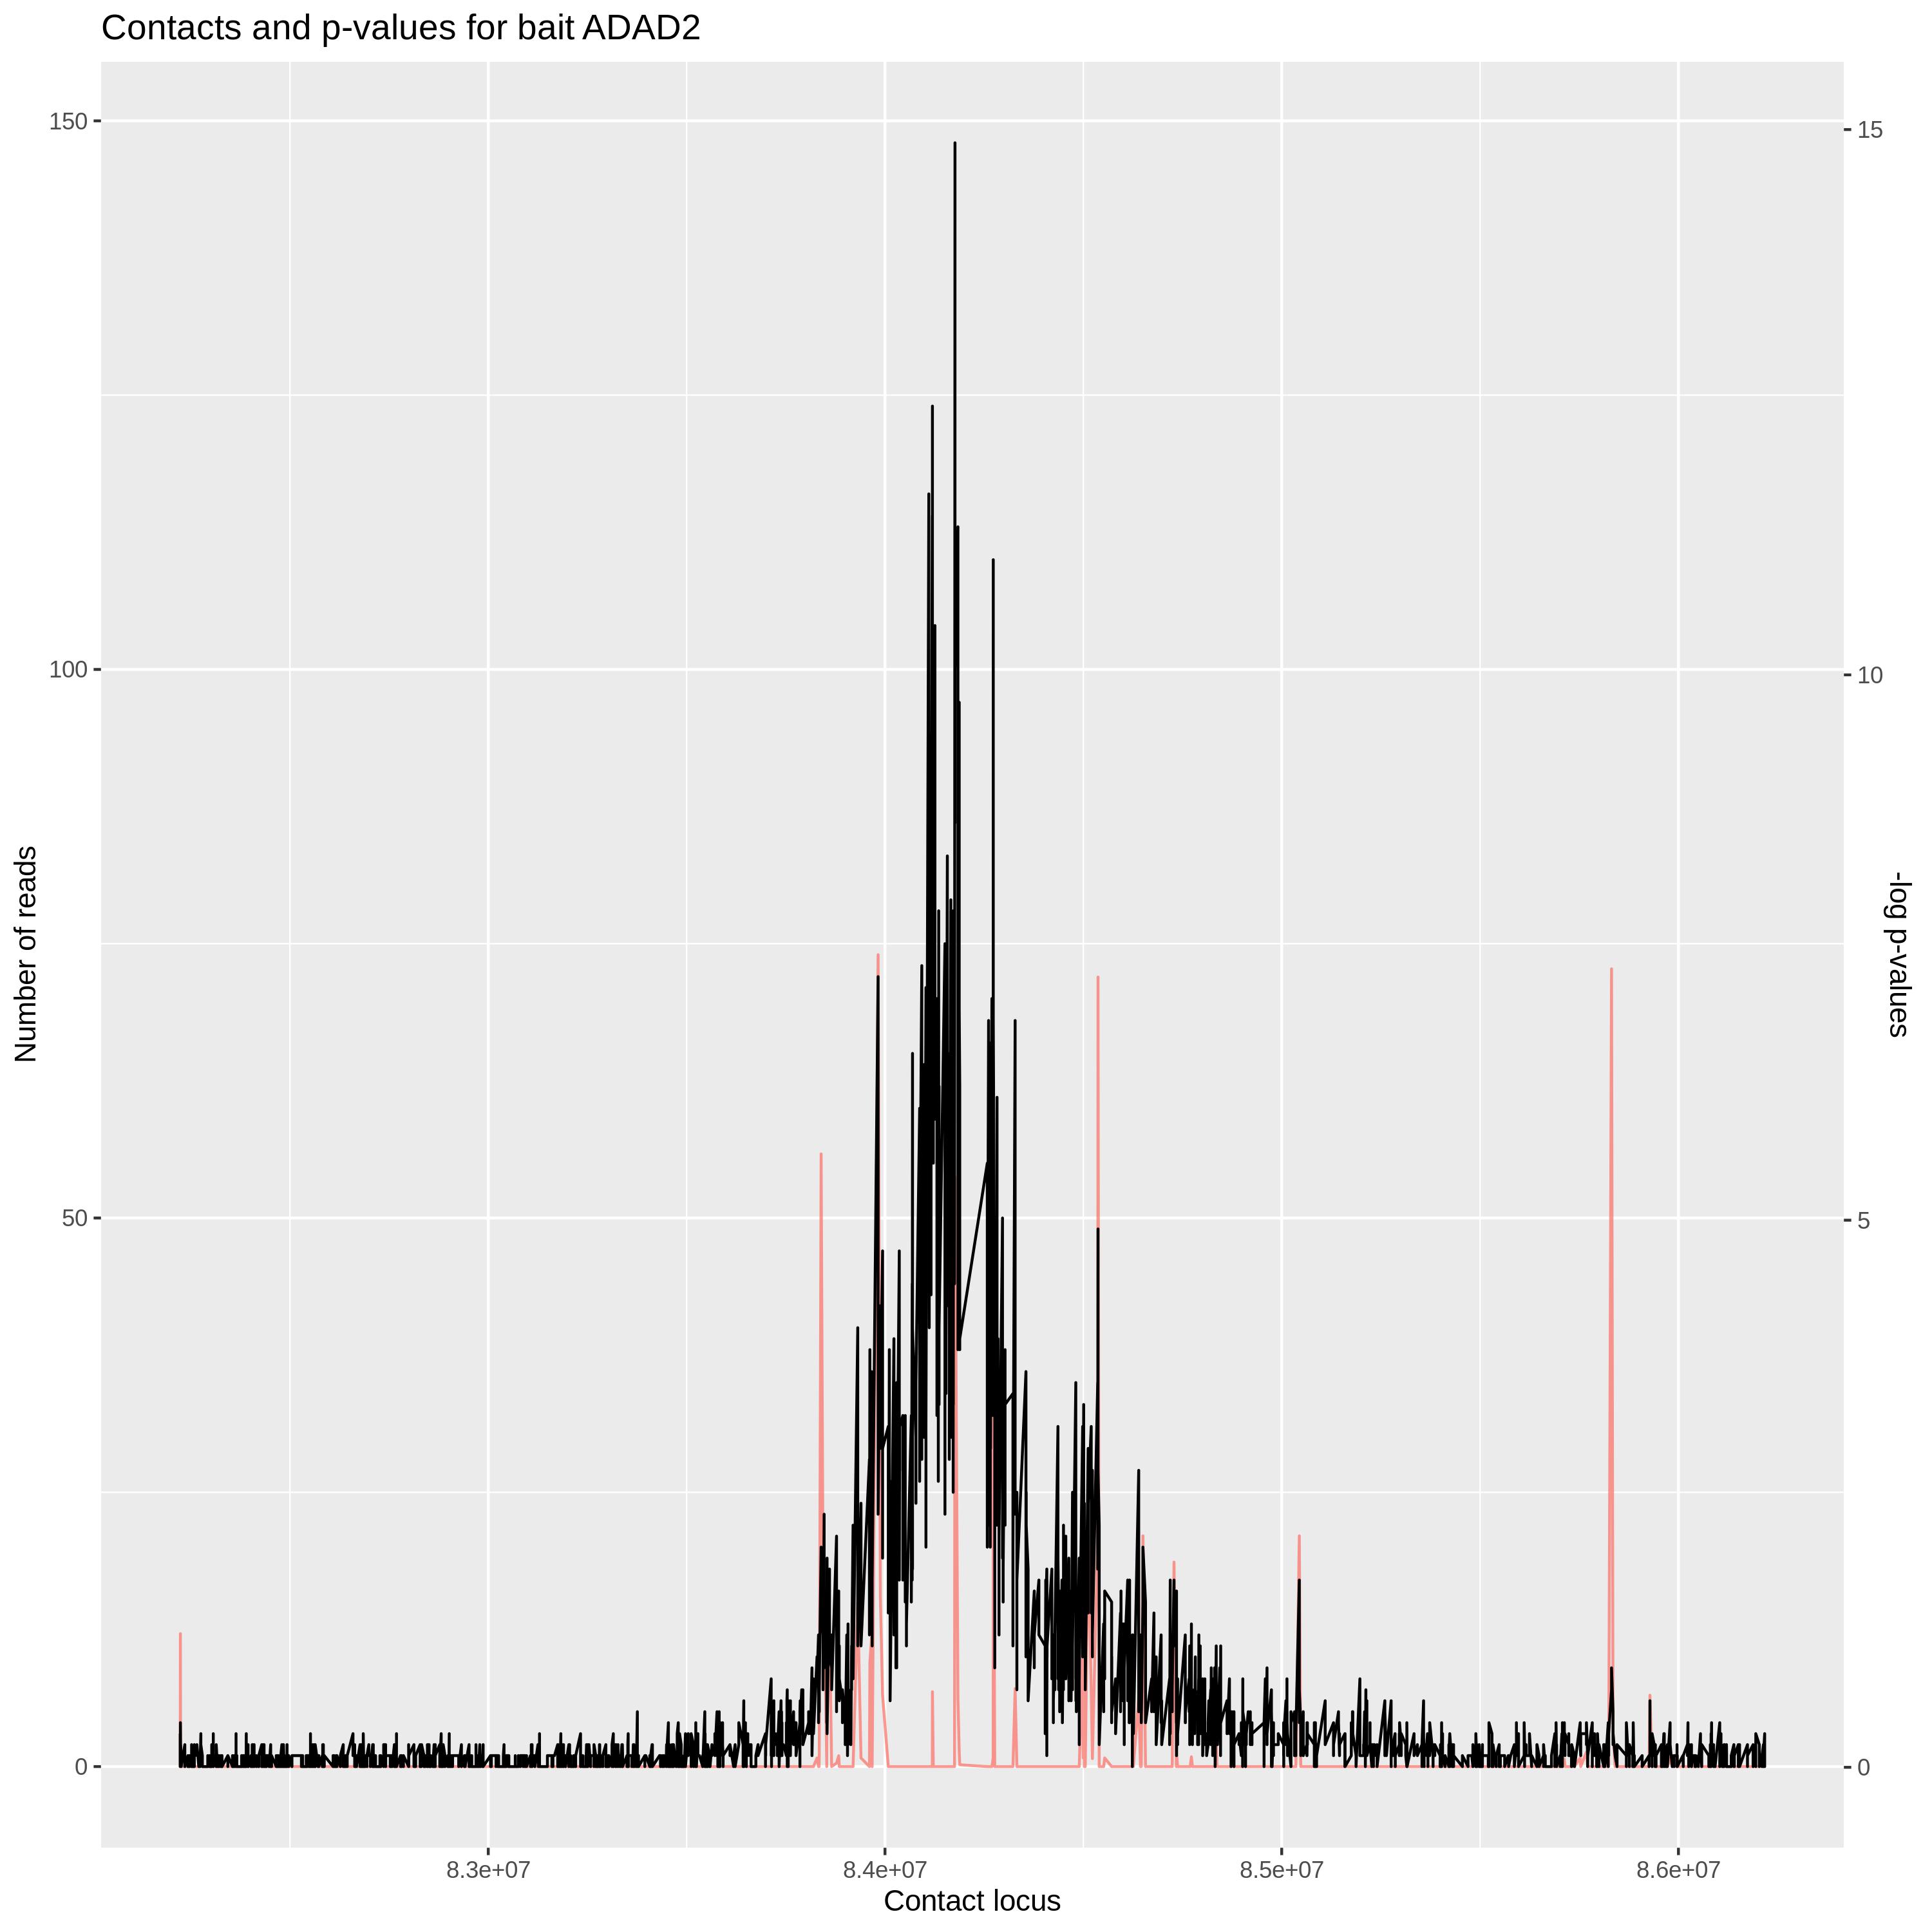 Contacts and p-values for bait ADAD2
150
100
50
0
Number of reads
15
10
5
0
-log p-values
8.3e+07
8.4e+07
8.5e+07
8.6e+07
Contact locus